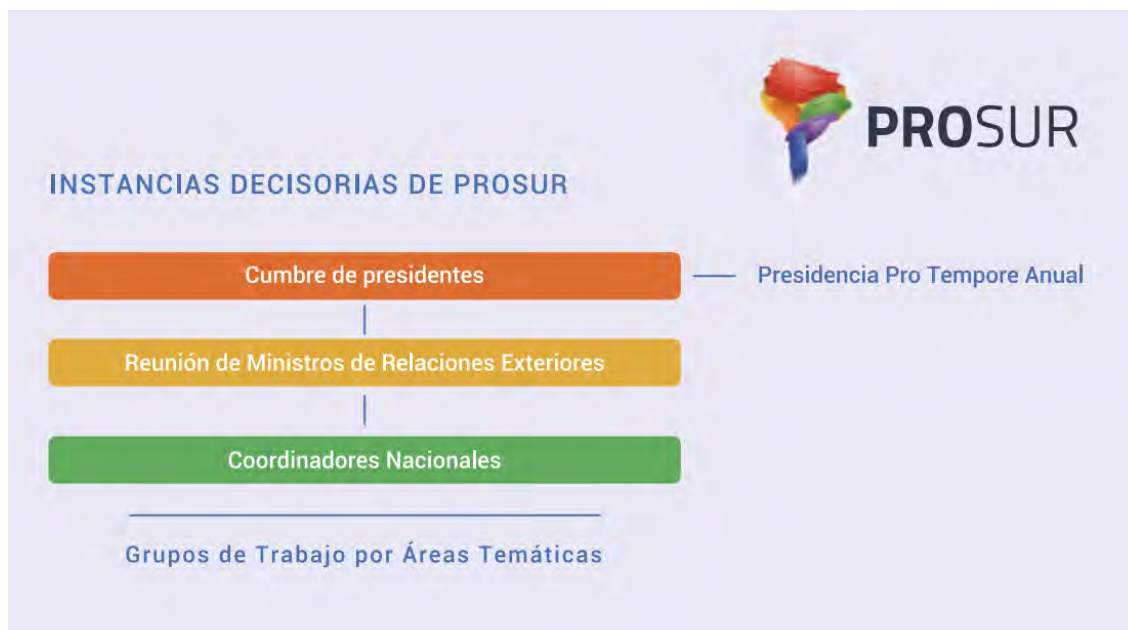 PROSUR
INSTANCIAS DECISORIAS DE PROSUR
Cumbre de presidentes
Presidencia Pro Tempore Anual
Reunión de Ministros de Relaciones Exteriores
Coordinadores Nacionales
Grupos de Trabajo por Áreas Temáticas